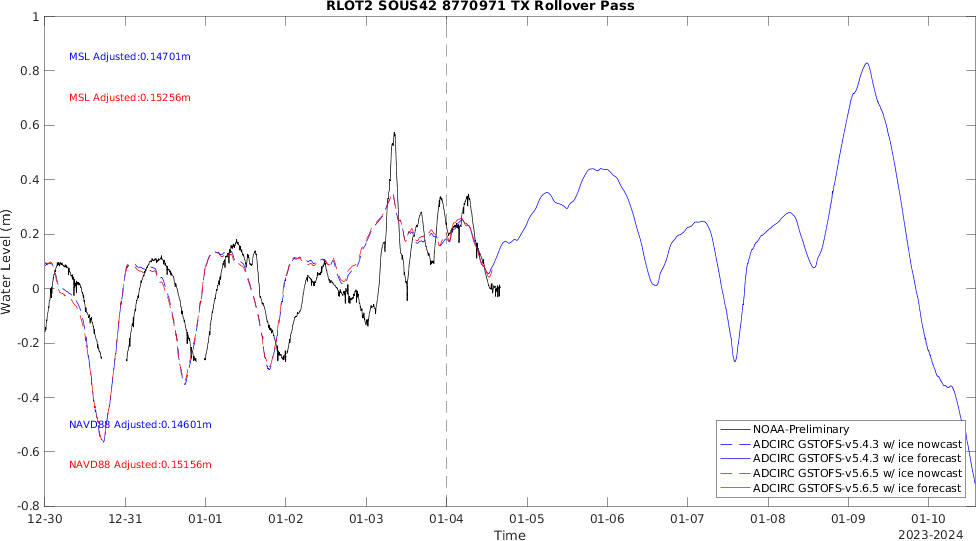 RLOT2 SOUS42 8770971 TX Rollover Pass
1
0.8
0.6
0.4
0.2
0
-0.2
-0.4
-0.6
-0.8
Water Level (m)
MSL Adjusted:0.14701m
MSL Adjusted:0.15256m
NAVD88 Adjusted:0.14601m
NAVD88 Adjusted:0.15156m
NOAA-Preliminary
ADCIRC GSTOFS-v5.4.3 w/ ice nowcast
ADCIRC GSTOFS-v5.4.3 w/ ice forecast
ADCIRC GSTOFS-v5.6.5 w/ ice nowcast
ADCIRC GSTOFS-v5.6.5 w/ ice forecast
12-30 12-31 01-01 01-02 01-03 01-04 01-05 01-06 01-07 01-08 01-09 01-10
Time
2023-2024